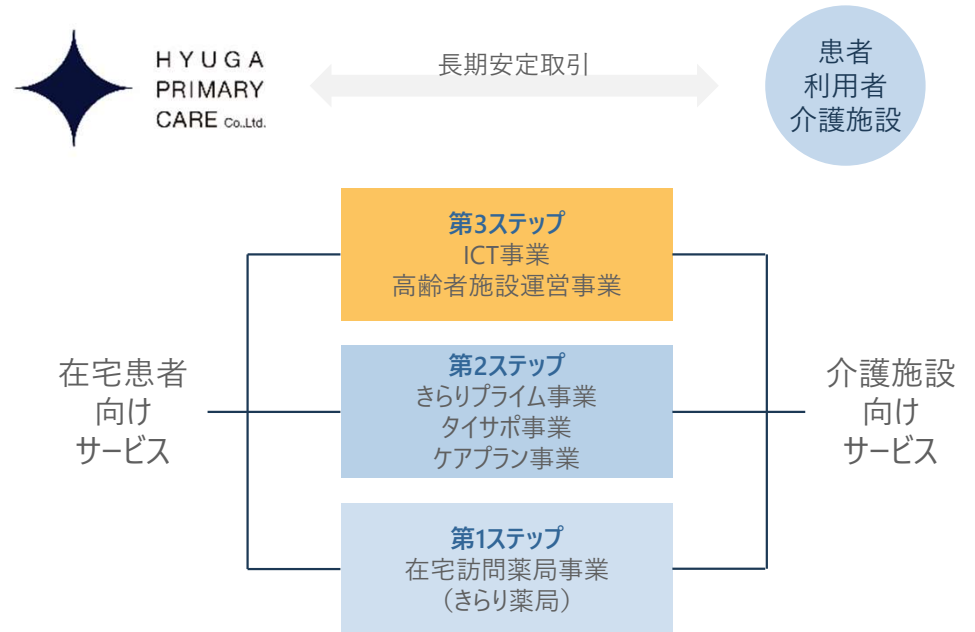 HYUGA
PRIMARY
CARE Co.,Ltd.
長期安定取引
患者
利用者
介護施設
第3ステップ
ICT事業
高齢者施設運営事業
在宅患者
向け
サービス
第2ステップ
きらりプライム事業
タイサポ事業
ケアプラン事業
介護施設
向け
サービス
第1ステップ
在宅訪問薬局事業
（きらり薬局）